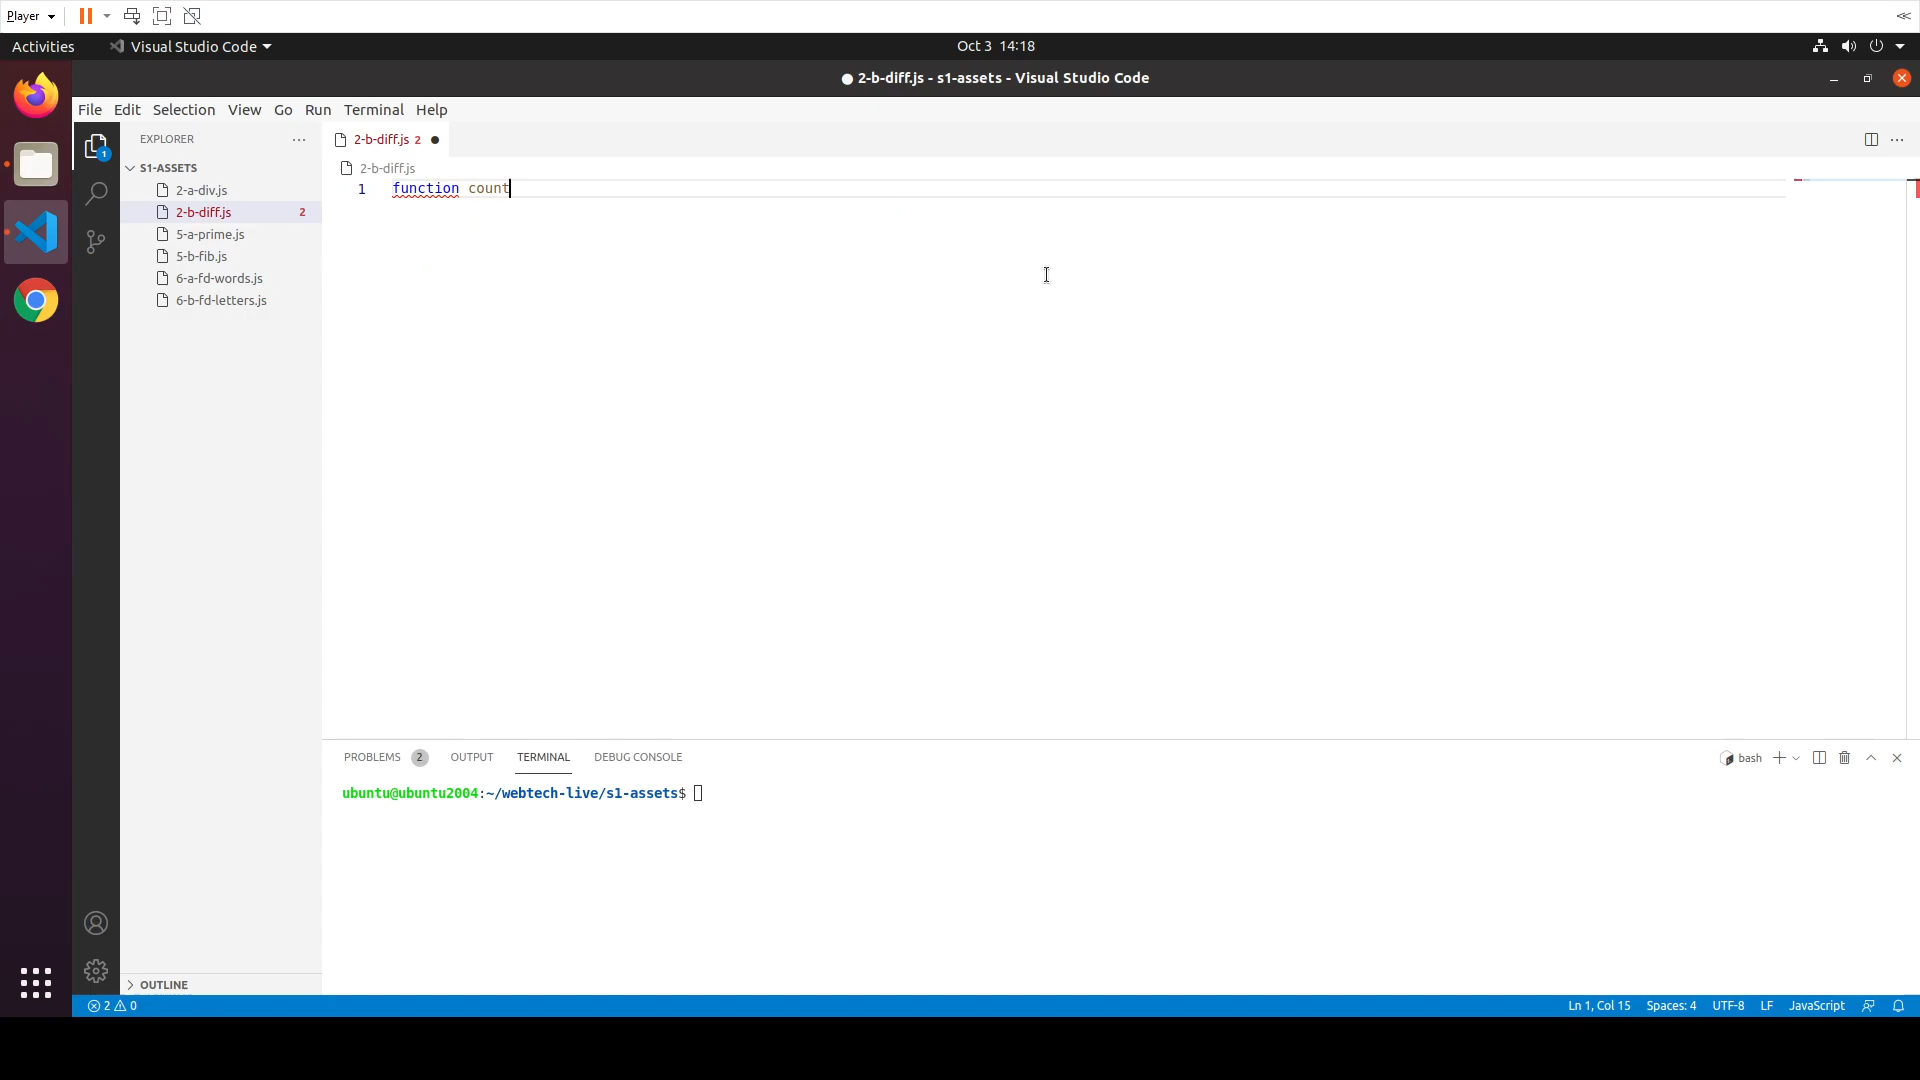 Player
Activities
Visual Studio Code
Oct 3 14:18
● 2-b-diff.js - s1-assets - Visual Studio Code
File Edit Selection View Go Run Terminal Help
EXPLORER
2-b-diff.js 2
S1-ASSETS
2-b-diff.js
2-a-div.js
2-b-diff.js 2
5-a-prime.js
5-b-fib.js
6-a-fd-words.js
6-b-fd-letters.js
1
1 function count
PROBLEMS 2 OUTPUT TERMINAL DEBUG CONSOLE
bash
ubuntu@ubuntu2004:~/webtech-live/s1-assets$
OUTLINE
2 0
Ln 1, Col 15 Spaces: 4 UTF-8 LF JavaScript